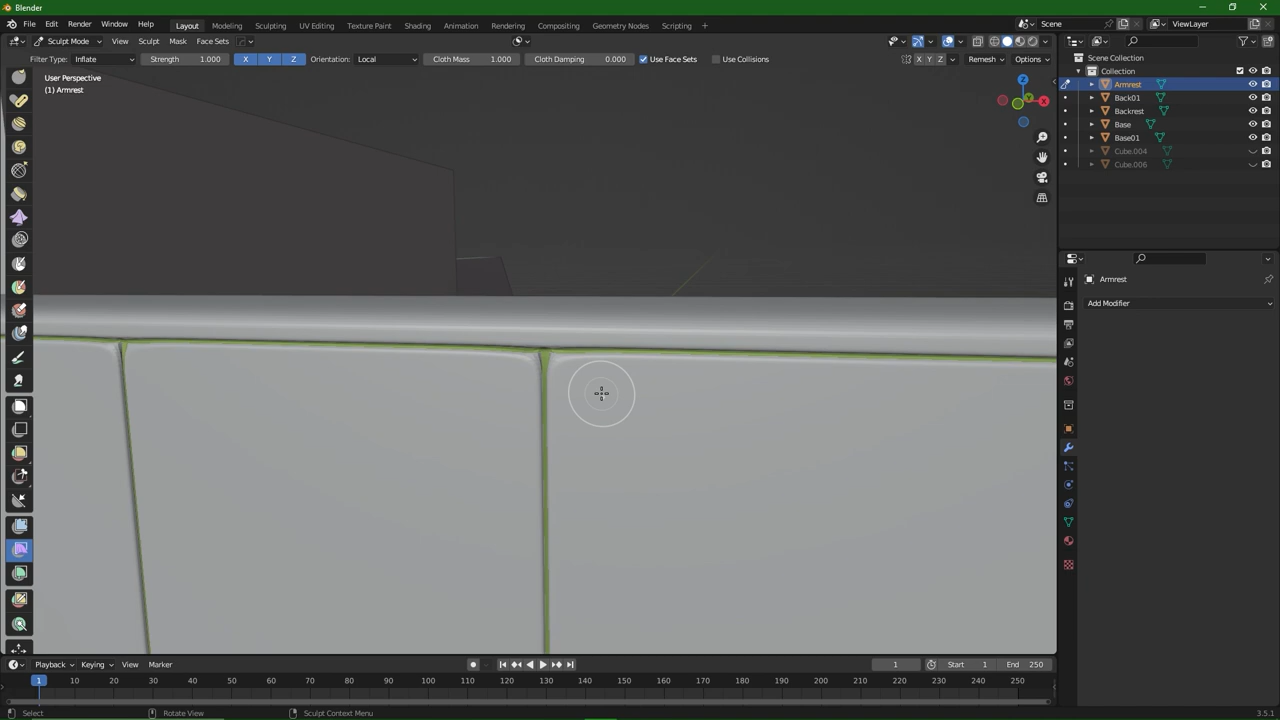 Blender
File Edit Render Window Help Layout Modeling Sculpting UV Editing Texture Paint Shading Animation Rendering Compositing Geometry Nodes Scripting + Scene ViewLayer
Sculpt Mode View Sculpt Mask Face Sets
Filter Type: Inflate Strength 1.000 X Y Z Orientation: Local Cloth Mass 1.000 Cloth Damping 0.000 Use Face Sets Use Collisions X Y Z Remesh Options
User Perspective
(1) Armrest
Z
Y
X
Scene Collection
Collection
Armrest
Back01
Backrest
Base
Base01
Cube.004
Cube.006
Armrest
Add Modifier
Playback Keying View Marker 1 Start 1 End 250
1 10 20 30 40 50 60 70 80 90 100 110 120 130 140 150 160 170 180 190 200 210 220 230 240 250
Select Rotate View Sculpt Context Menu 3.5.1